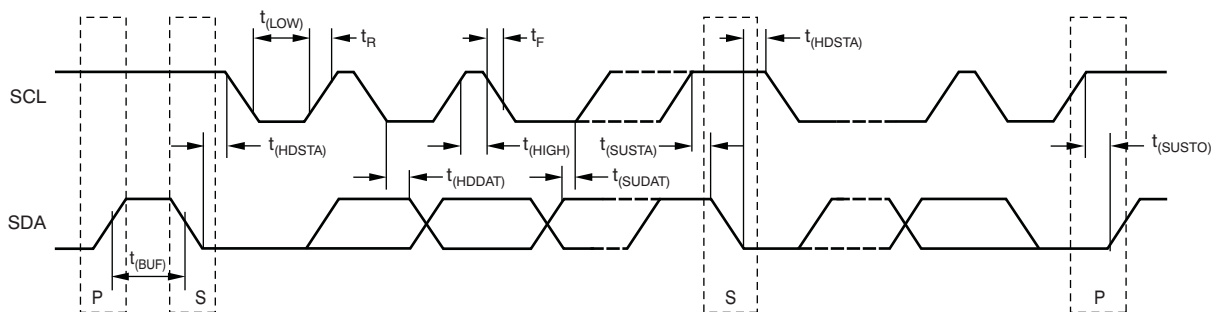 t(LOW)
tR
tF
t(HDSTA)
SCL
t(HDSTA)
t(HIGH)
t(SUSTA)
t(SUSTO)
t(HDDAT)
t(SUDAT)
SDA
t(BUF)
P
S
S
P